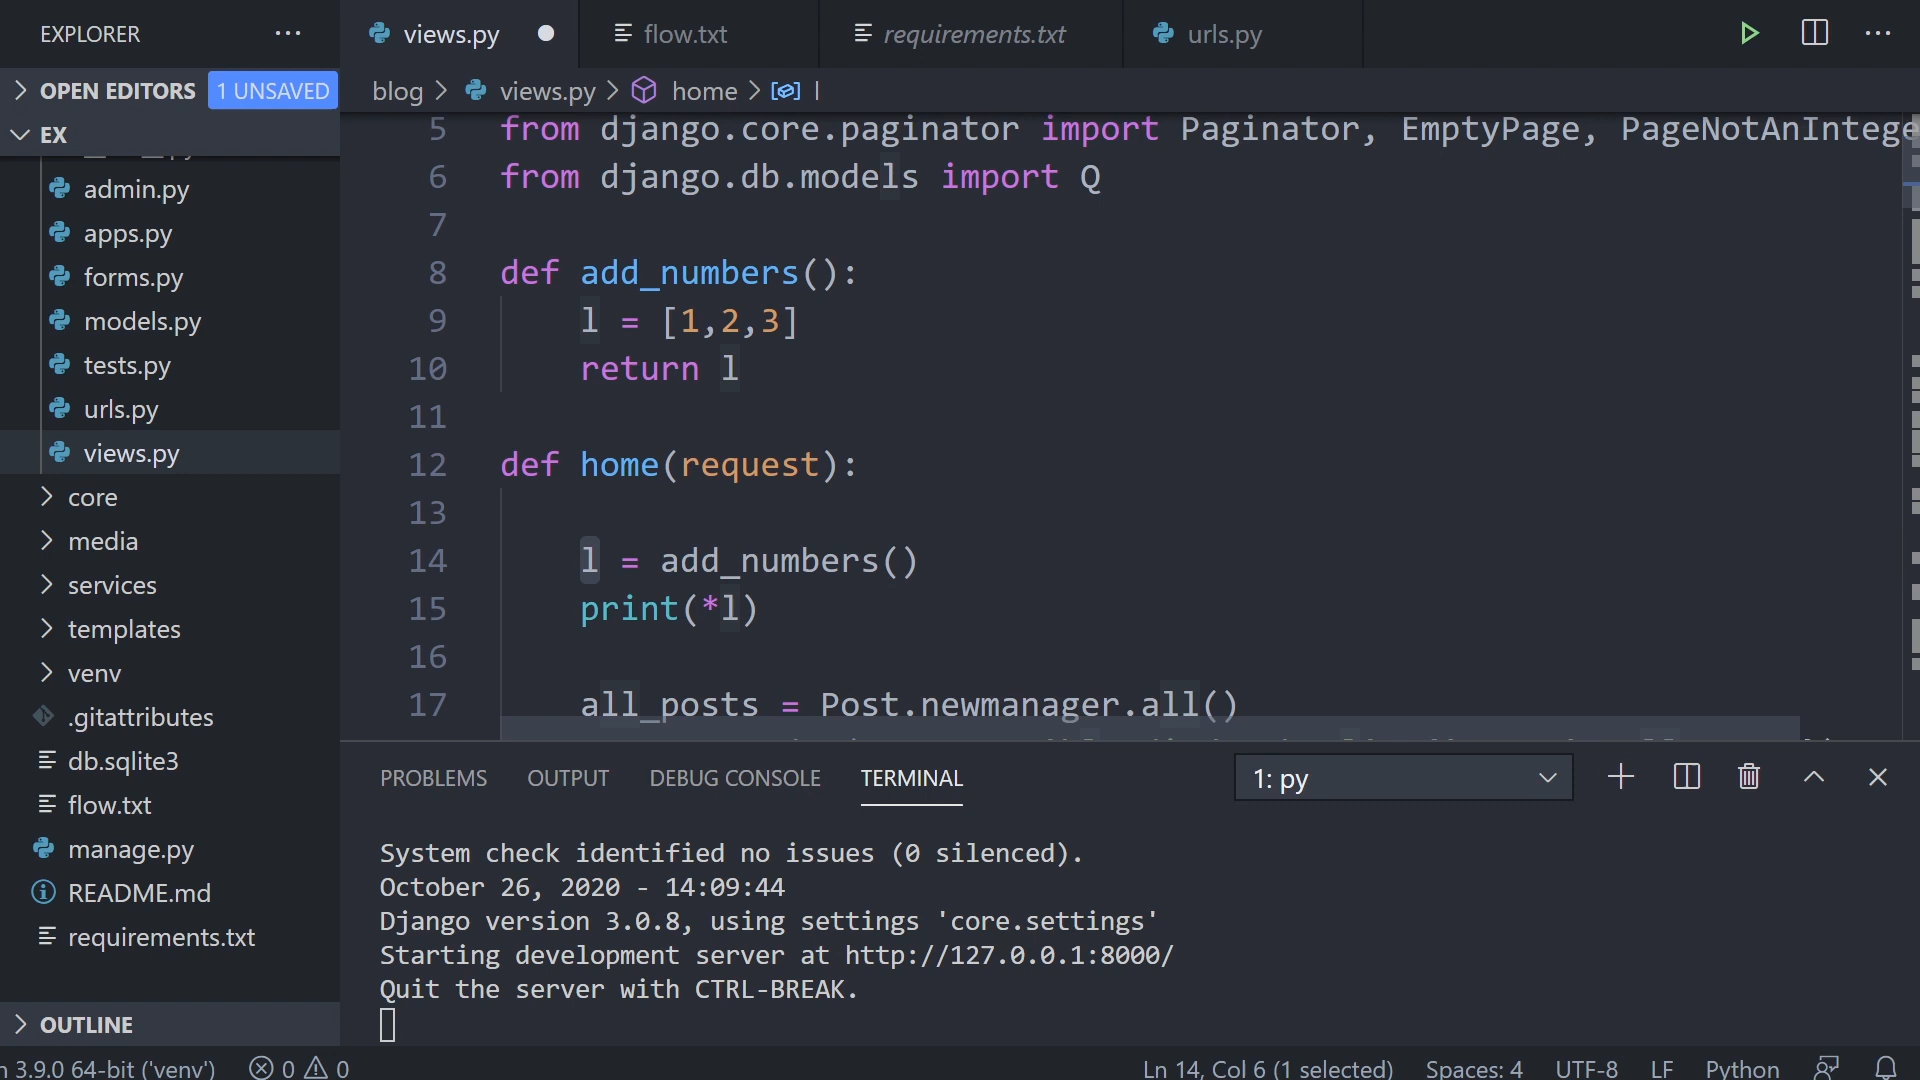 EXPLORER
views.py
flow.txt
requirements.txt
urls.py
OPEN EDITORS 1 UNSAVED
EX
admin.py
apps.py
forms.py
models.py
tests.py
urls.py
views.py
core
media
services
templates
venv
.gitattributes
db.sqlite3
flow.txt
manage.py
README.md
requirements.txt
OUTLINE
blog > views.py > home > l
5 from django.core.paginator import Paginator, EmptyPage, PageNotAnIntege
6 from django.db.models import Q
7
8 def add_numbers():
9 l = [1,2,3]
10 return l
11
12 def home(request):
13
14 l = add_numbers()
15 print(*l)
16
17 all_posts = Post.newmanager.all()
PROBLEMS OUTPUT DEBUG CONSOLE TERMINAL 1: py
System check identified no issues (0 silenced).
October 26, 2020 - 14:09:44
Django version 3.0.8, using settings 'core.settings'
Starting development server at http://127.0.0.1:8000/
Quit the server with CTRL-BREAK.
n 3.9.0 64-bit ('venv') 0 0 Ln 14, Col 6 (1 selected) Spaces: 4 UTF-8 LF Python